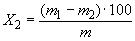 X₂ = (m₁ − m₂) · 100 / m